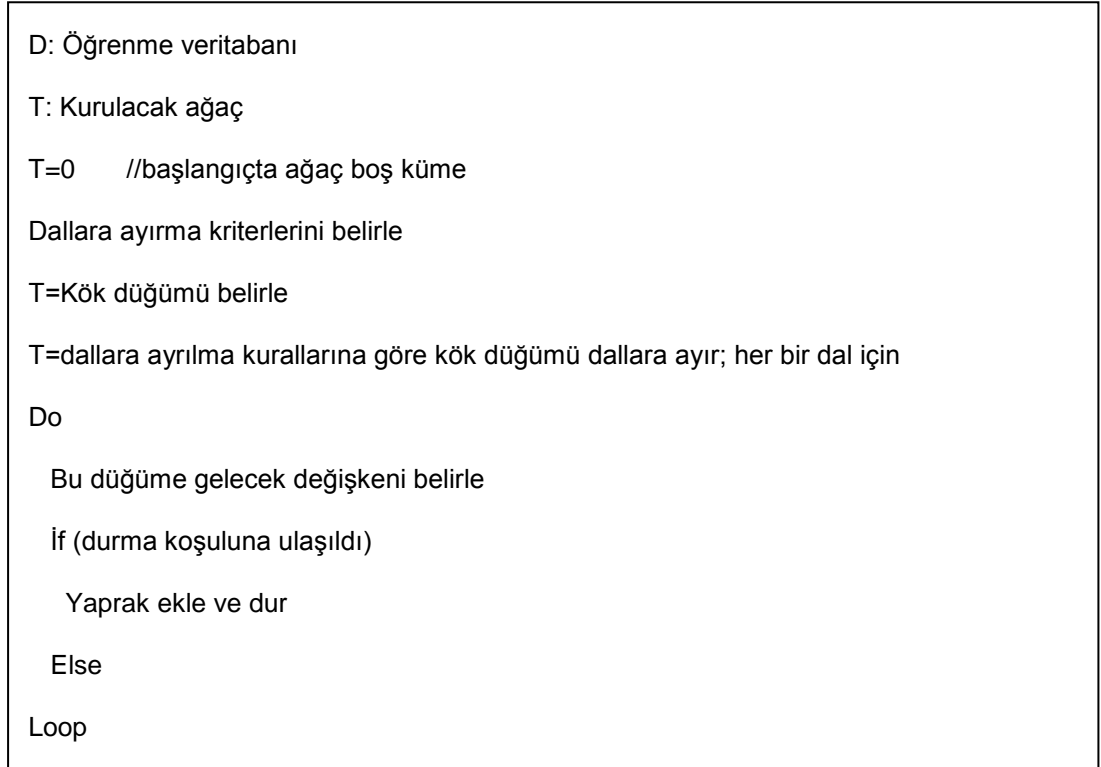 D: Öğrenme veritabanı
T: Kurulacak ağaç
T=0 //başlangıçta ağaç boş küme
Dallara ayırma kriterlerini belirle
T=Kök düğümü belirle
T=dallara ayrılma kurallarına göre kök düğümü dallara ayır; her bir dal için
Do
Bu düğüme gelecek değişkeni belirle
İf (durma koşuluna ulaşıldı)
Yaprak ekle ve dur
Else
Loop